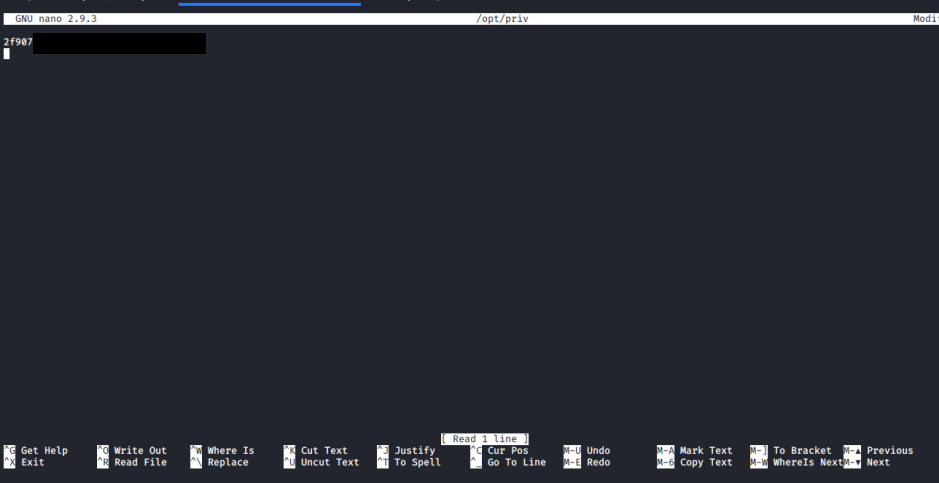 GNU nano 2.9.3 /opt/priv Modi
2f907
[ Read 1 line ]
^G Get Help ^O Write Out ^W Where Is ^K Cut Text ^J Justify ^C Cur Pos M-U Undo M-A Mark Text M-] To Bracket M-▲ Previous
^X Exit ^R Read File ^\ Replace ^U Uncut Text ^T To Spell ^_ Go To Line M-E Redo M-6 Copy Text M-W WhereIs Next M-▼ Next